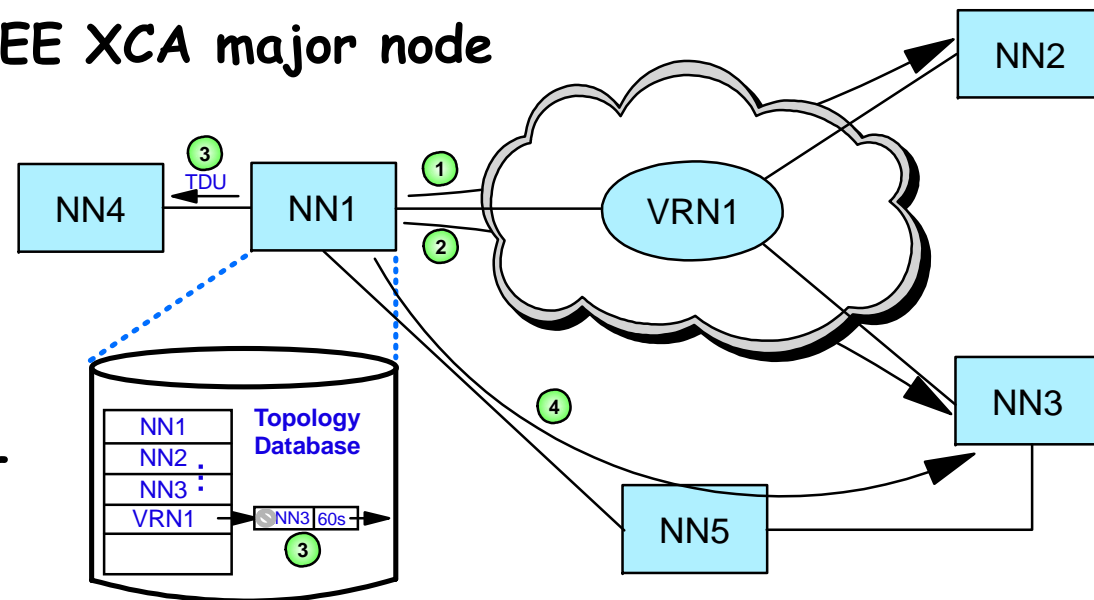 EE XCA major node
NN2
3
TDU
1
NN4
NN1
VRN1
2
NN3
4
NN1
NN2
NN3
VRN1
Topology
Database
NN3 60s
3
NN5